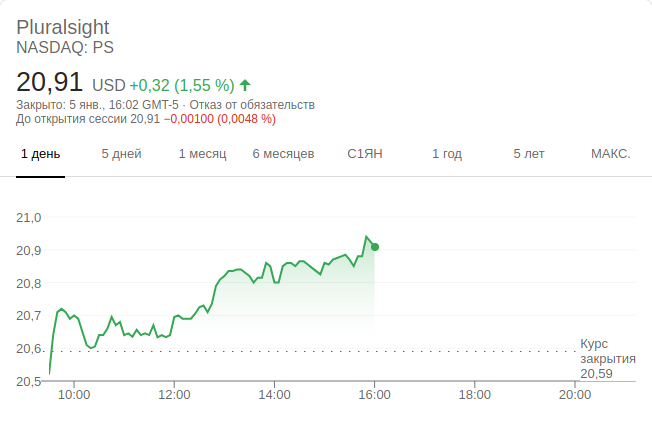 Pluralsight
NASDAQ: PS
20,91 USD +0,32 (1,55 %)
Закрыто: 5 янв., 16:02 GMT-5 · Отказ от обязательств
До открытия сессии 20,91 −0,00100 (0,0048 %)
1 день 5 дней 1 месяц 6 месяцев С1ЯН 1 год 5 лет МАКС.
21,0
20,9
20,8
20,7
20,6
20,5
Курс
закрытия
20,59
10:00 12:00 14:00 16:00 18:00 20:00